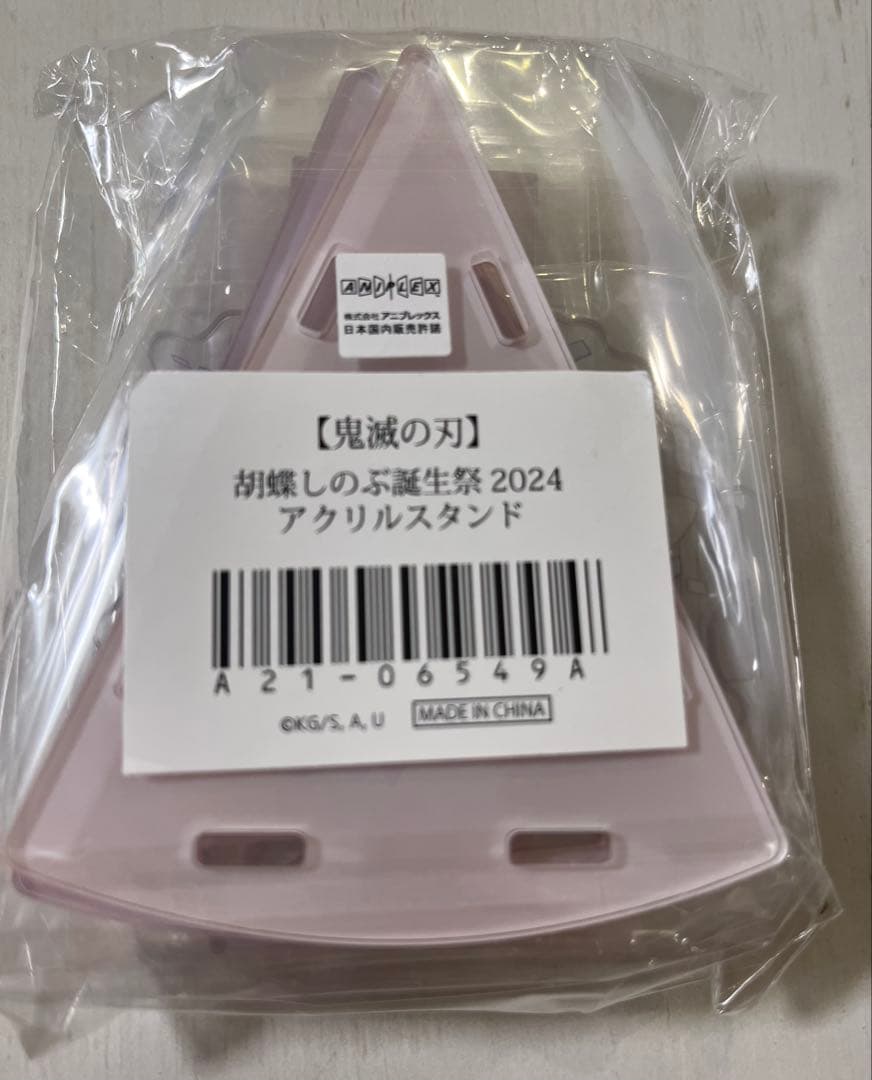 ANIPLEX
株式会社 アニプレックス
日本国内販売許諾
【鬼滅の刃】
胡蝶しのぶ誕生祭 2024
アクリルスタンド
A21-06549A
©KG/S, A, U
MADE IN CHINA